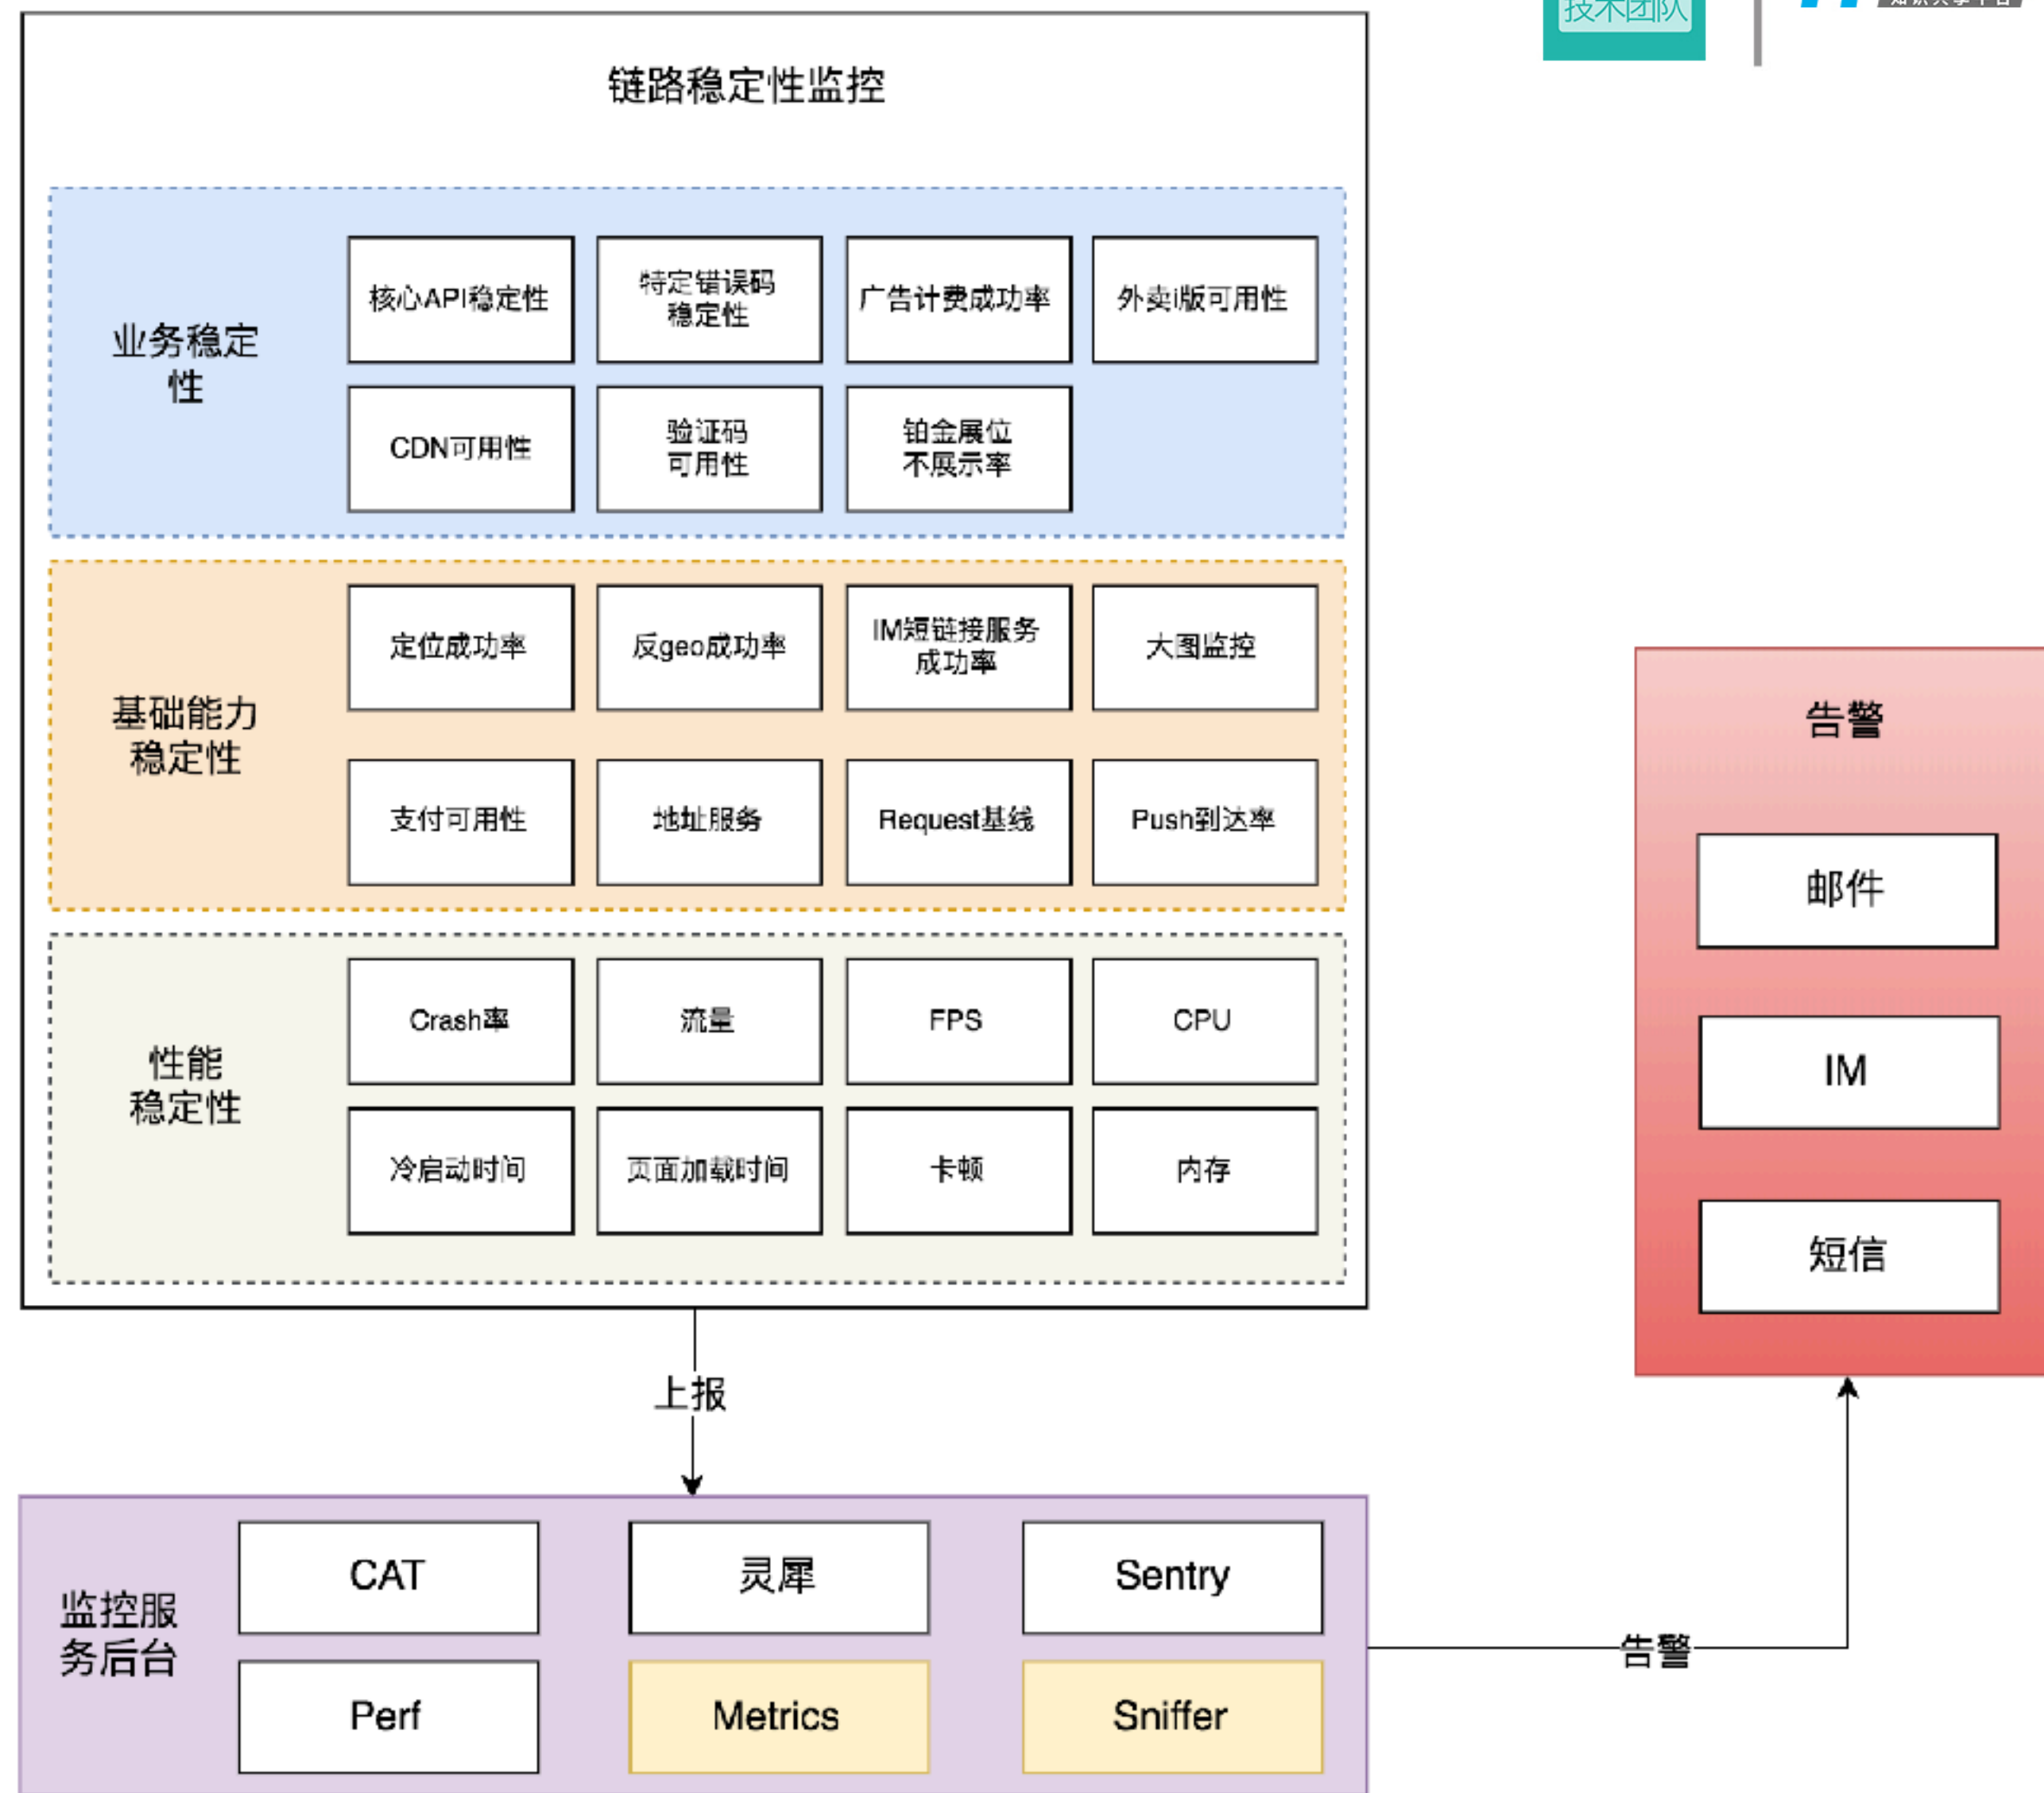 技术团队
链路稳定性监控
业务稳定
性
核心API稳定性
特定错误码
稳定性
广告计费成功率
外卖i版可用性
CDN可用性
验证码
可用性
铂金展位
不展示率
基础能力
稳定性
定位成功率
反geo成功率
IM短链接服务
成功率
大图监控
支付可用性
地址服务
Request基线
Push到达率
性能
稳定性
Crash率
流量
FPS
CPU
冷启动时间
页面加载时间
卡顿
内存
上报
监控服
务后台
CAT
灵犀
Sentry
Perf
Metrics
Sniffer
告警
告警
邮件
IM
短信